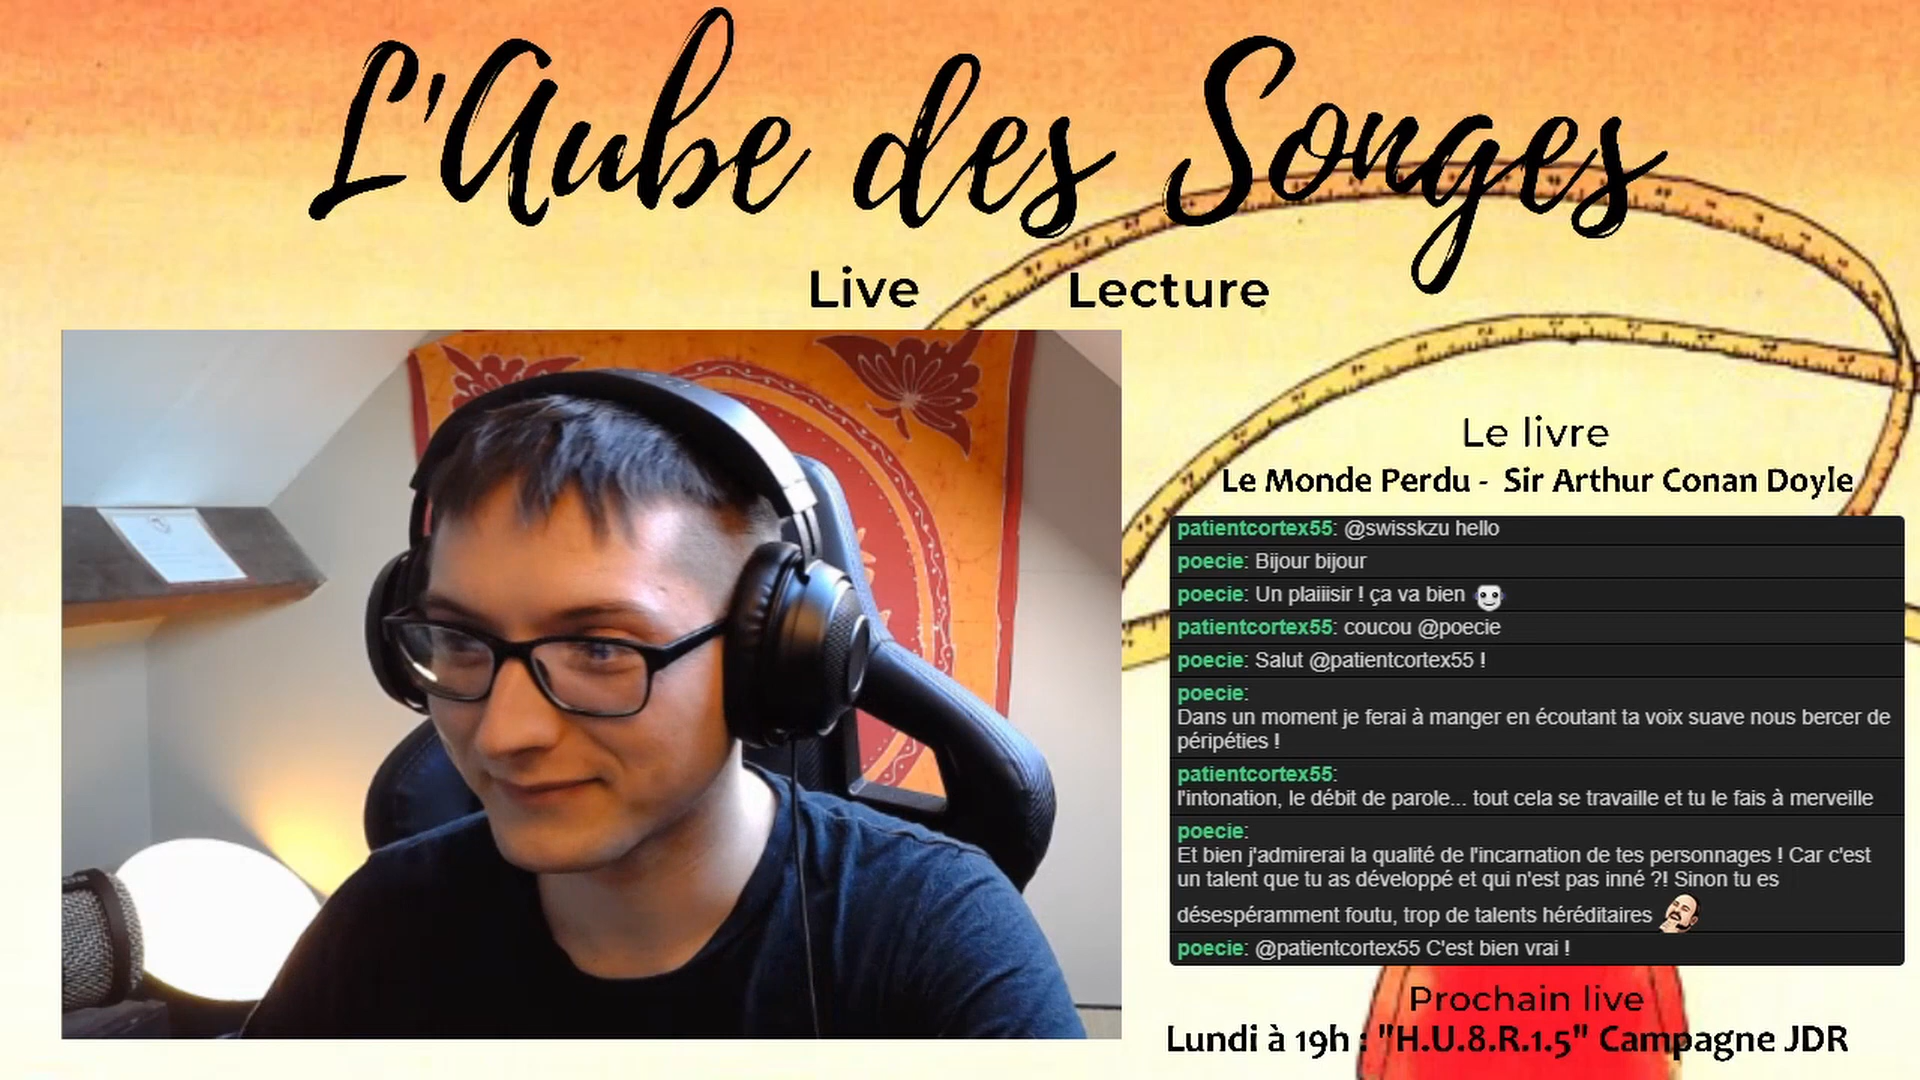 L'Aube des Songes
Live Lecture
Le livre
Le Monde Perdu - Sir Arthur Conan Doyle
patientcortex55: @swisskzu hello
poecie: Bijour bijour
poecie: Un plaiiisir ! ça va bien
patientcortex55: coucou @poecie
poecie: Salut @patientcortex55 !
poecie:
Dans un moment je ferai à manger en écoutant ta voix suave nous bercer de
péripéties !
patientcortex55:
l'intonation, le débit de parole... tout cela se travaille et tu le fais à merveille
poecie:
Et bien j'admirerai la qualité de l'incarnation de tes personnages ! Car c'est
un talent que tu as développé et qui n'est pas inné ?! Sinon tu es
désespéramment foutu, trop de talents héréditaires
poecie: @patientcortex55 C'est bien vrai !
Prochain live
Lundi à 19h : "H.U.8.R.1.5" Campagne JDR